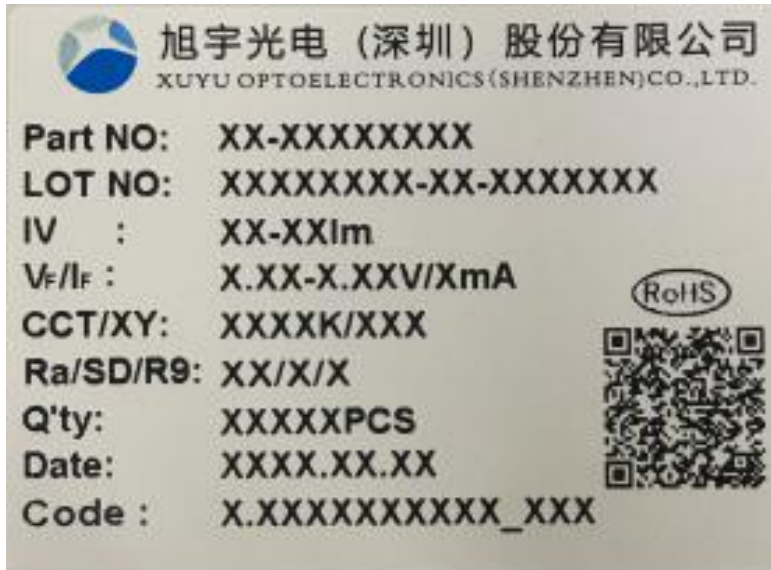 旭宇光电（深圳）股份有限公司
XUYU OPTOELECTRONICS(SHENZHEN)CO.,LTD.
Part NO: XX-XXXXXXXX
LOT NO: XXXXXXXX-XX-XXXXXXX
IV : XX-XXlm
VF/IF : X.XX-X.XXV/XmA
RoHS
CCT/XY: XXXXK/XXX
Ra/SD/R9: XX/X/X
Q'ty: XXXXXPCS
Date: XXXX.XX.XX
Code : X.XXXXXXXXXX_XXX